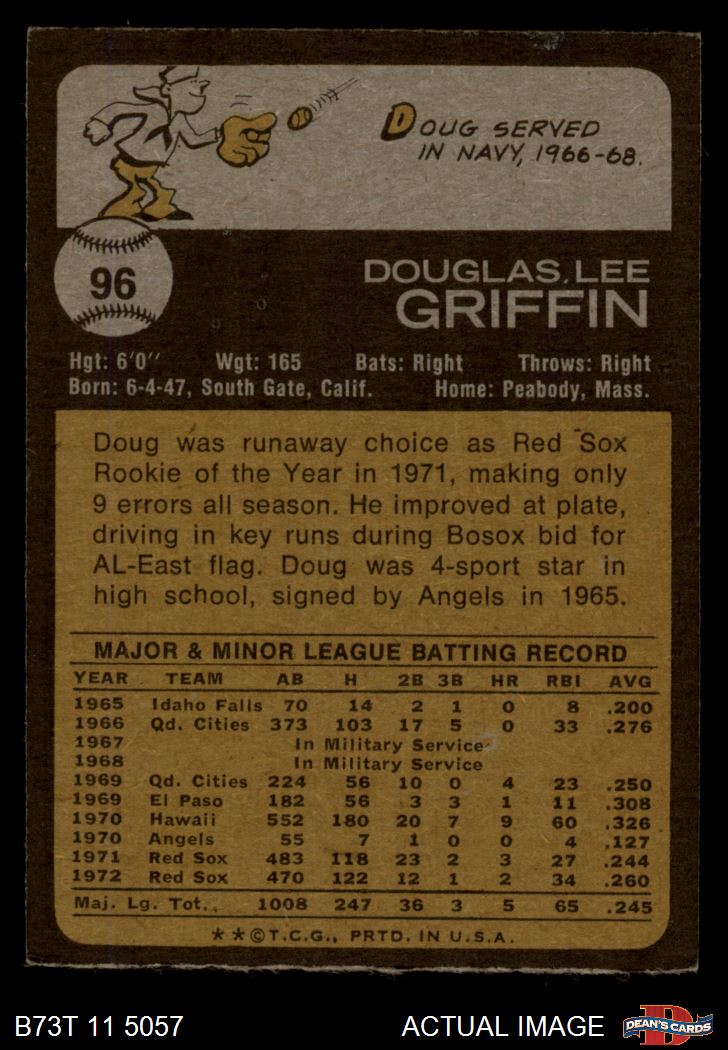 DOUG SERVED
IN NAVY, 1966-68.
96
DOUGLAS LEE
GRIFFIN
Hgt: 6'0" Wgt: 165 Bats: Right Throws: Right
Born: 6-4-47, South Gate, Calif. Home: Peabody, Mass.
Doug was runaway choice as Red Sox
Rookie of the Year in 1971, making only
9 errors all season. He improved at plate,
driving in key runs during Bosox bid for
AL-East flag. Doug was 4-sport star in
high school, signed by Angels in 1965.
MAJOR & MINOR LEAGUE BATTING RECORD
YEAR TEAM AB H 2B 3B HR RBI AVG
1965 Idaho Falls 70 14 2 1 0 8 .200
1966 Qd. Cities 373 103 17 5 0 33 .276
1967 In Military Service
1968 In Military Service
1969 Qd. Cities 224 56 10 0 4 23 .250
1969 El Paso 182 56 3 3 1 11 .308
1970 Hawaii 552 180 20 7 9 60 .326
1970 Angels 55 7 1 0 0 4 .127
1971 Red Sox 483 118 23 2 3 27 .244
1972 Red Sox 470 122 12 1 2 34 .260
Maj. Lg. Tot. 1008 247 36 3 5 65 .245
**©T.C.G., PRTD. IN U.S.A.
B73T 11 5057 ACTUAL IMAGE DEAN'S CARDS